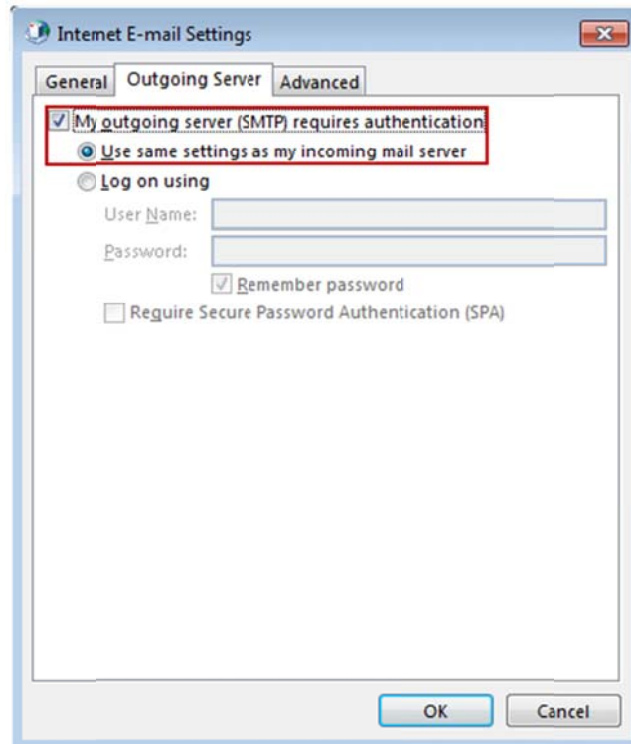 Internet E-mail Settings
General Outgoing Server Advanced
My outgoing server (SMTP) requires authentication
Use same settings as my incoming mail server
Log on using
User Name:
Password:
Remember password
Require Secure Password Authentication (SPA)
OK Cancel